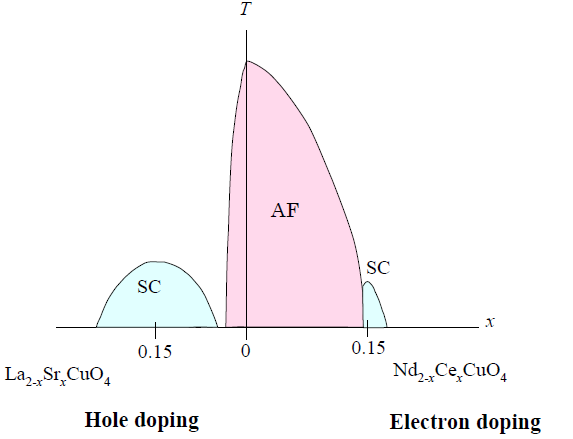 T
AF
SC
SC
x
0.15
0
0.15
La2-xSrxCuO4
Nd2-xCexCuO4
Hole doping
Electron doping